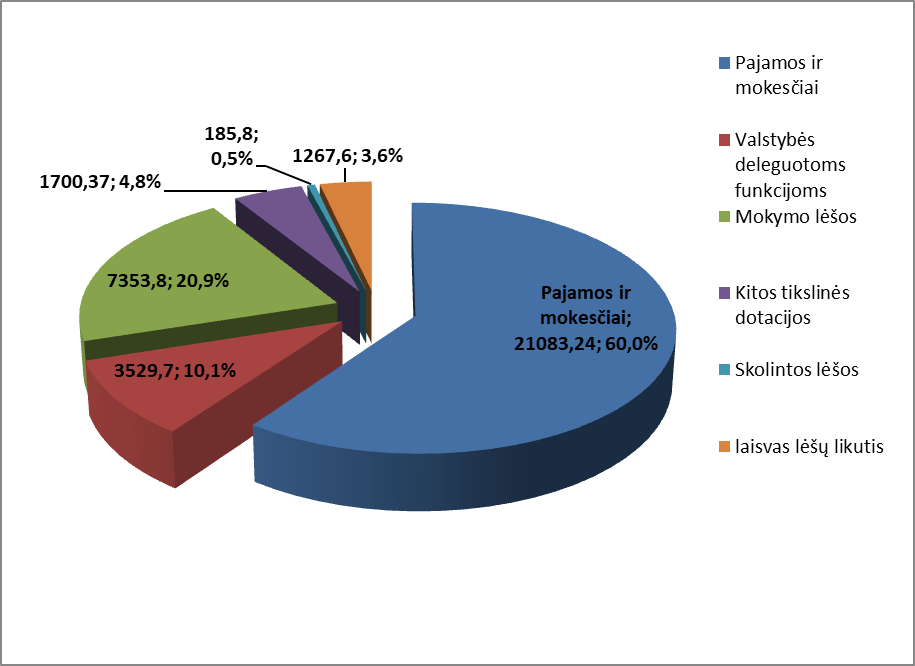 185,8;
0,5%
1267,6; 3,6%
1700,37; 4,8%
7353,8; 20,9%
3529,7; 10,1%
Pajamos ir
mokesčiai;
21083,24; 60,0%
Pajamos ir
mokesčiai
Valstybės
deleguotoms
funkcijoms
Mokymo lėšos
Kitos tikslinės
dotacijos
Skolintos lėšos
laisvas lėšų likutis